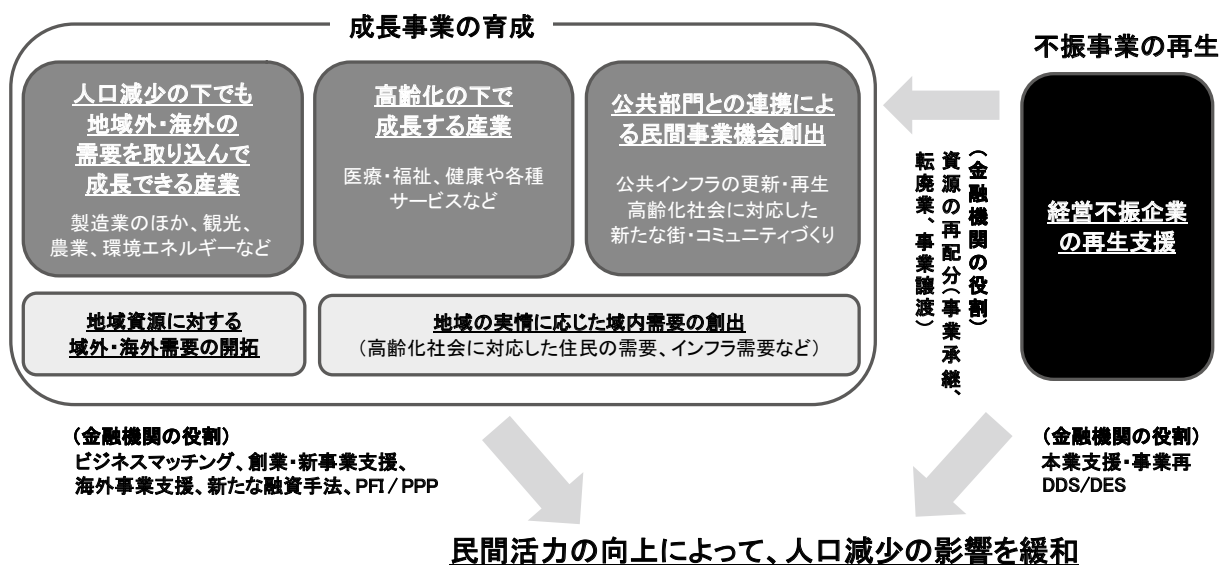 成長事業の育成
人口減少の下でも
地域外・海外の
需要を取り込んで
成長できる産業
製造業のほか、観光、
農業、環境エネルギーなど
高齢化の下で
成長する産業
医療・福祉、健康や各種
サービスなど
公共部門との連携によ
る民間事業機会創出
公共インフラの更新・再生
高齢化社会に対応した
新たな街・コミュニティづくり
地域資源に対する
域外・海外需要の開拓
地域の実情に応じた域内需要の創出
（高齢化社会に対応した住民の需要、インフラ需要など）
（金融機関の役割）
ビジネスマッチング、創業・新事業支援、
海外事業支援、新たな融資手法、PFI/PPP
（金融機関の役割）
資源の再配分（事業承継、
転廃業、事業譲渡）
不振事業の再生
経営不振企業
の再生支援
（金融機関の役割）
本業支援・事業再
DDS/DES
民間活力の向上によって、人口減少の影響を緩和